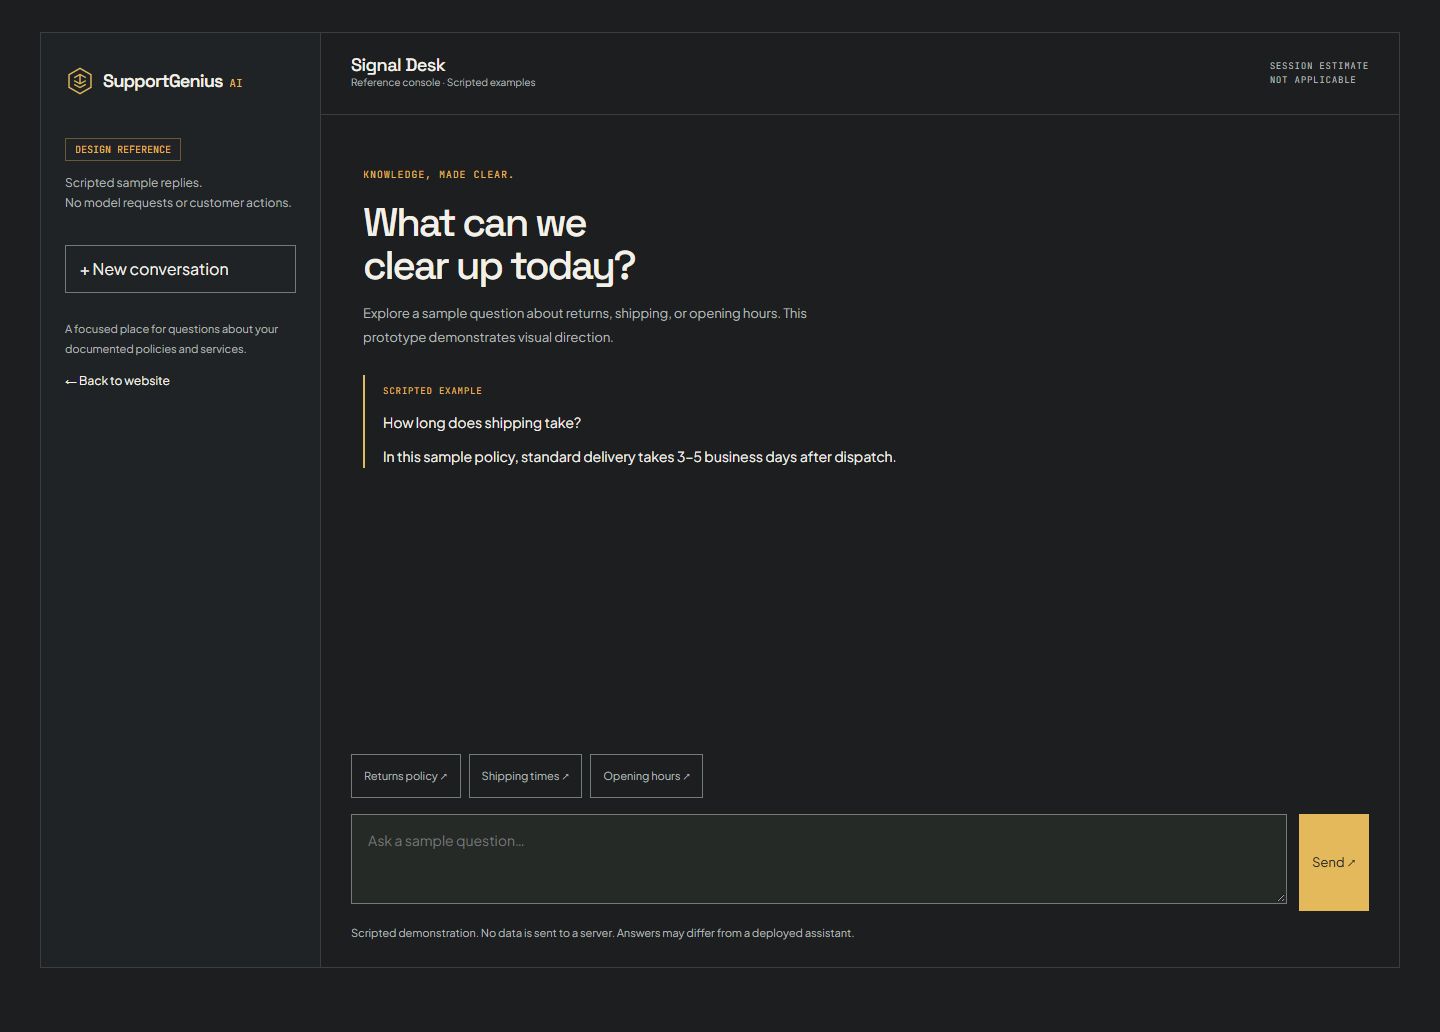 SupportGenius AI
DESIGN REFERENCE
Scripted sample replies.
No model requests or customer actions.
+ New conversation
A focused place for questions about your
documented policies and services.
← Back to website
Signal Desk
Reference console · Scripted examples
SESSION ESTIMATE
NOT APPLICABLE
KNOWLEDGE, MADE CLEAR.
What can we
clear up today?
Explore a sample question about returns, shipping, or opening hours. This
prototype demonstrates visual direction.
SCRIPTED EXAMPLE
How long does shipping take?
In this sample policy, standard delivery takes 3–5 business days after dispatch.
Returns policy ↗
Shipping times ↗
Opening hours ↗
Ask a sample question…
Send ↗
Scripted demonstration. No data is sent to a server. Answers may differ from a deployed assistant.